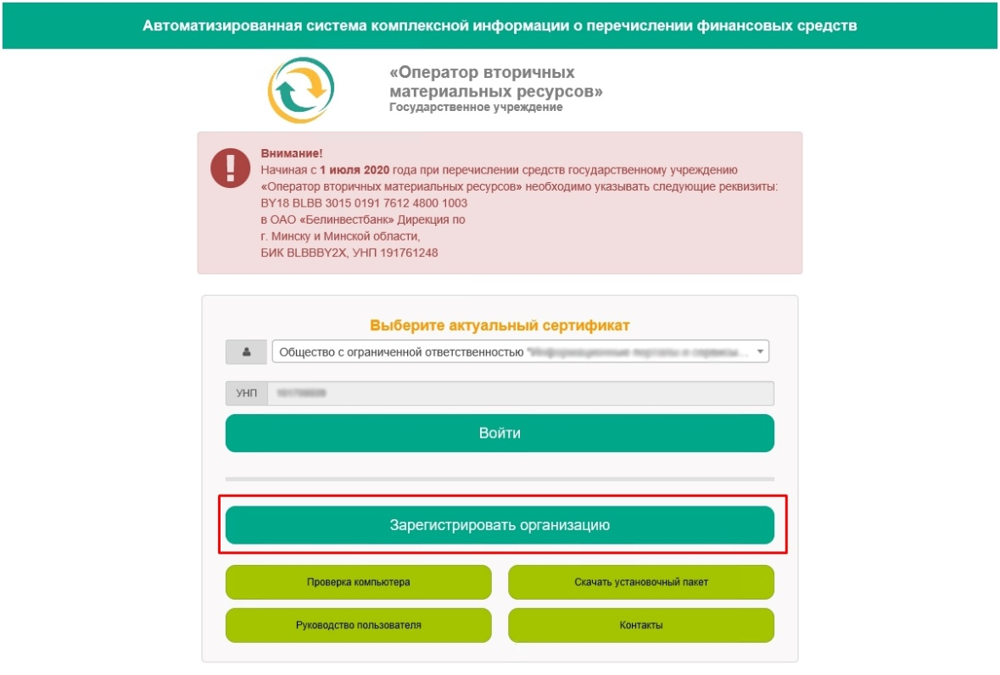 Автоматизированная система комплексной информации о перечислении финансовых средств
«Оператор вторичных
материальных ресурсов»
Государственное учреждение
Внимание!
Начиная с 1 июля 2020 года при перечислении средств государственному учреждению
«Оператор вторичных материальных ресурсов» необходимо указывать следующие реквизиты:
BY18 BLBB 3015 0191 7612 4800 1003
в ОАО «Белинвестбанк» Дирекция по
г. Минску и Минской области,
БИК BLBBBY2X, УНП 191761248
Выберите актуальный сертификат
Общество с ограниченной ответственностью "
УНП
Войти
Зарегистрировать организацию
Проверка компьютера
Скачать установочный пакет
Руководство пользователя
Контакты